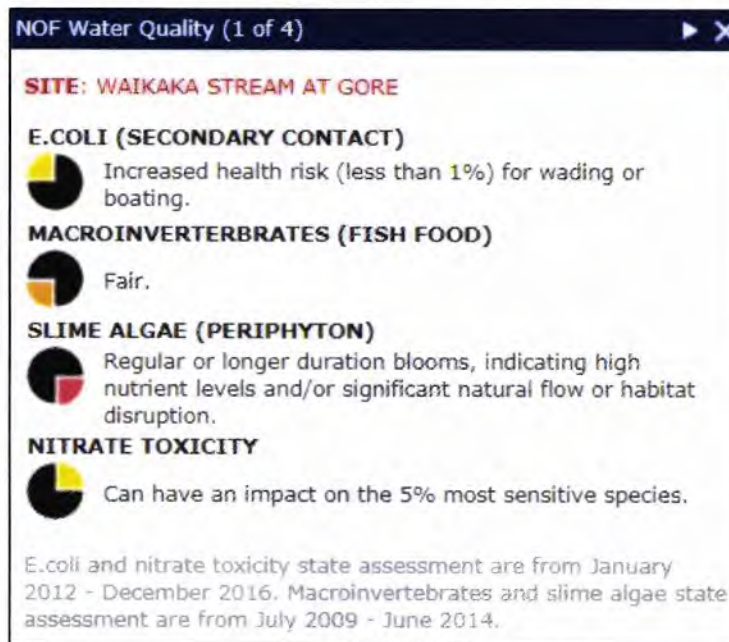 NOF Water Quality (1 of 4)
SITE: WAIKAKA STREAM AT GORE
E.COLI (SECONDARY CONTACT)
Increased health risk (less than 1%) for wading or
boating.
MACROINVERTERBRATES (FISH FOOD)
Fair.
SLIME ALGAE (PERIPHYTON)
Regular or longer duration blooms, indicating high
nutrient levels and/or significant natural flow or habitat
disruption.
NITRATE TOXICITY
Can have an impact on the 5% most sensitive species.
E.coli and nitrate toxicity state assessment are from January
2012 - December 2016. Macroinvertebrates and slime algae state
assessment are from July 2009 - June 2014.